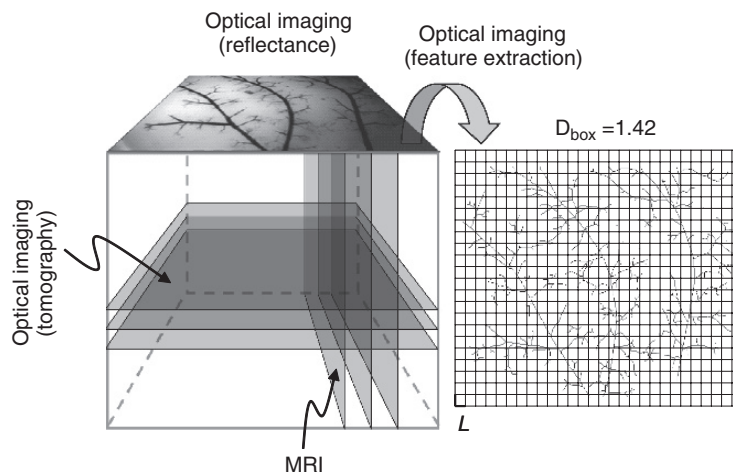 Optical imaging
(reflectance)
Optical imaging
(feature extraction)
D_box =1.42
Optical imaging
(tomography)
L
MRI